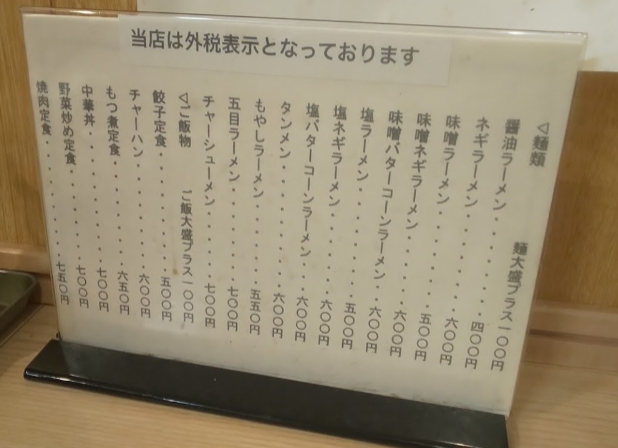 当店は外税表示となっております
◁麺類　麺大盛プラス一〇〇円
醤油ラーメン・・・・・・・四〇〇円
ネギラーメン・・・・・・・六〇〇円
味噌ラーメン・・・・・・・五〇〇円
味噌ネギラーメン・・・・・六〇〇円
味噌バターコーンラーメン・六〇〇円
塩ラーメン・・・・・・・・五〇〇円
塩ネギラーメン・・・・・・六〇〇円
塩バターコーンラーメン・・六〇〇円
タンメン・・・・・・・・・六〇〇円
もやしラーメン・・・・・・五五〇円
五目ラーメン・・・・・・・七〇〇円
チャーシューメン・・・・・七〇〇円
◁ご飯物　ご飯大盛プラス一〇〇円
餃子定食・・・・・・・・・五〇〇円
チャーハン・・・・・・・・六〇〇円
もつ煮定食・・・・・・・・六五〇円
中華丼・・・・・・・・・・七〇〇円
野菜炒め定食・・・・・・・七〇〇円
焼肉定食・・・・・・・・・七五〇円